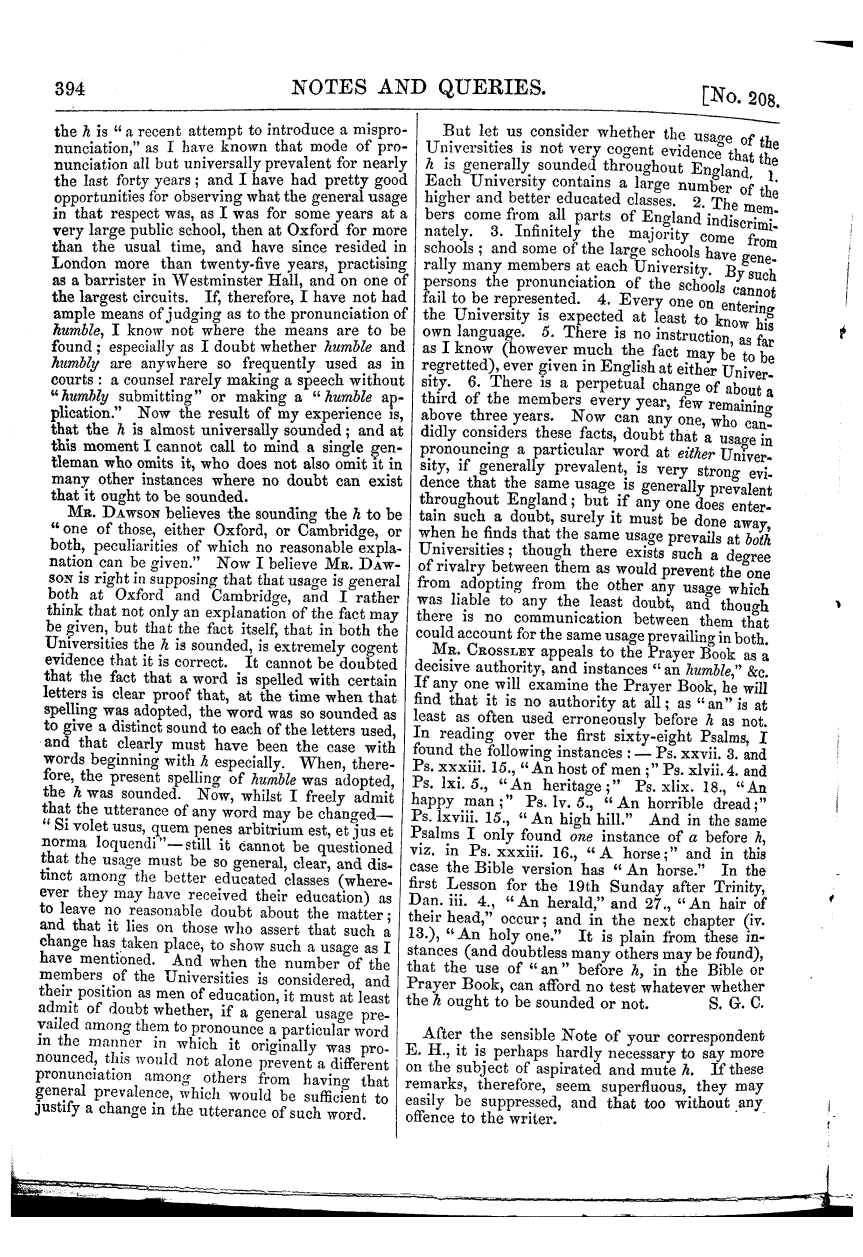 394 NOTES AND QUERIES. [No. 208.
the h is “a recent attempt to introduce a mispro-
nunciation,” as I have known that mode of pro-
nunciation all but universally prevalent for nearly
the last forty years; and I have had pretty good
opportunities for observing what the general usage
in that respect was, as I was for some years at a
very large public school, then at Oxford for more
than the usual time, and have since resided in
London more than twenty-five years, practising
as a barrister in Westminster Hall, and on one of
the largest circuits. If, therefore, I have not had
ample means of judging as to the pronunciation of
humble, I know not where the means are to be
found; especially as I doubt whether humble and
humbly are anywhere so frequently used as in
courts: a counsel rarely making a speech without
“humbly submitting” or making a “humble ap-
plication.” Now the result of my experience is,
that the h is almost universally sounded; and at
this moment I cannot call to mind a single gen-
tleman who omits it, who does not also omit it in
many other instances where no doubt can exist
that it ought to be sounded.
MR. DAWSON believes the sounding the h to be
“one of those, either Oxford, or Cambridge, or
both, peculiarities of which no reasonable expla-
nation can be given.” Now I believe MR. DAW-
SON is right in supposing that that usage is general
both at Oxford and Cambridge, and I rather
think that not only an explanation of the fact may
be given, but that the fact itself, that in both the
Universities the h is sounded, is extremely cogent
evidence that it is correct. It cannot be doubted
that the fact that a word is spelled with certain
letters is clear proof that, at the time when that
spelling was adopted, the word was so sounded as
to give a distinct sound to each of the letters used,
and that clearly must have been the case with
words beginning with h especially. When, there-
fore, the present spelling of humble was adopted,
the h was sounded. Now, whilst I freely admit
that the utterance of any word may be changed—
“Si volet usus, quem penes arbitrium est, et jus et
norma loquendi”—still it cannot be questioned
that the usage must be so general, clear, and dis-
tinct among the better educated classes (where-
ever they may have received their education) as
to leave no reasonable doubt about the matter;
and that it lies on those who assert that such a
change has taken place, to show such a usage as I
have mentioned. And when the number of the
members of the Universities is considered, and
their position as men of education, it must at least
admit of doubt whether, if a general usage pre-
vailed among them to pronounce a particular word
in the manner in which it originally was pro-
nounced, this would not alone prevent a different
pronunciation among others from having that
general prevalence, which would be sufficient to
justify a change in the utterance of such word.
But let us consider whether the usage of the
Universities is not very cogent evidence that the
h is generally sounded throughout England. 1.
Each University contains a large number of the
higher and better educated classes. 2. The mem-
bers come from all parts of England indiscrimi-
nately. 3. Infinitely the majority come from
schools; and some of the large schools have gene-
rally many members at each University. By such
persons the pronunciation of the schools cannot
fail to be represented. 4. Every one on entering
the University is expected at least to know his
own language. 5. There is no instruction, as far
as I know (however much the fact may be to be
regretted), ever given in English at either Univer-
sity. 6. There is a perpetual change of about a
third of the members every year, few remaining
above three years. Now can any one, who can-
didly considers these facts, doubt that a usage in
pronouncing a particular word at either Univer-
sity, if generally prevalent, is very strong evi-
dence that the same usage is generally prevalent
throughout England; but if any one does enter-
tain such a doubt, surely it must be done away,
when he finds that the same usage prevails at both
Universities; though there exists such a degree
of rivalry between them as would prevent the one
from adopting from the other any usage which
was liable to any the least doubt, and though
there is no communication between them that
could account for the same usage prevailing in both.
MR. CROSSLEY appeals to the Prayer Book as a
decisive authority, and instances “an humble,” &c.
If any one will examine the Prayer Book, he will
find that it is no authority at all; as “an” is at
least as often used erroneously before h as not.
In reading over the first sixty-eight Psalms, I
found the following instances:— Ps. xxvii. 3. and
Ps. xxxiii. 15., “An host of men;” Ps. xlvii. 4. and
Ps. lxi. 5., “An heritage;” Ps. xlix. 18., “An
happy man;” Ps. lv. 5., “An horrible dread;”
Ps. lxviii. 15., “An high hill.” And in the same
Psalms I only found one instance of a before h,
viz. in Ps. xxxiii. 16., “A horse;” and in this
case the Bible version has “An horse.” In the
first Lesson for the 19th Sunday after Trinity,
Dan. iii. 4., “An herald,” and 27., “An hair of
their head,” occur; and in the next chapter (iv.
13.), “An holy one.” It is plain from these in-
stances (and doubtless many others may be found),
that the use of “an” before h, in the Bible or
Prayer Book, can afford no test whatever whether
the h ought to be sounded or not. S. G. C.
After the sensible Note of your correspondent
E. H., it is perhaps hardly necessary to say more
on the subject of aspirated and mute h. If these
remarks, therefore, seem superfluous, they may
easily be suppressed, and that too without any
offence to the writer.